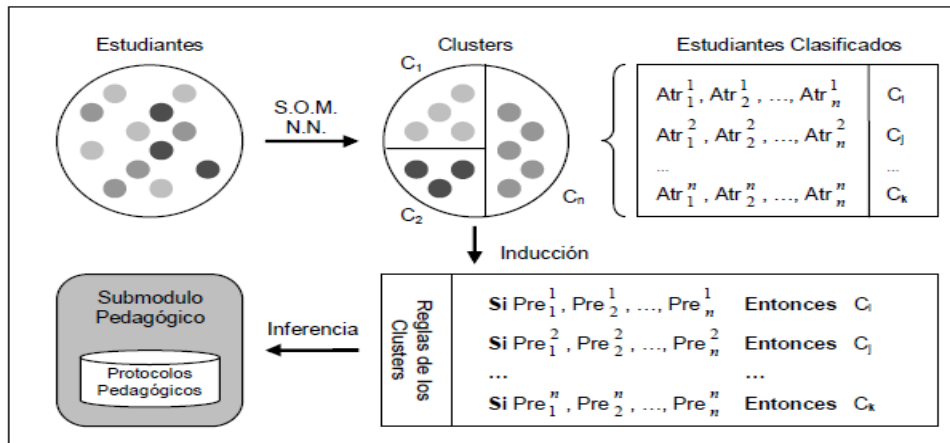 Estudiantes
Clusters
Estudiantes Clasificados
S.O.M.
N.N.
C₁
C₂
Cₙ
Atr¹₁, Atr¹₂, ..., Atr¹ₙ Cᵢ
Atr²₁, Atr²₂, ..., Atr²ₙ Cⱼ
... ...
Atrⁿ₁, Atrⁿ₂, ..., Atrⁿₙ Cₖ
Inducción
Submodulo
Pedagógico
Protocolos
Pedagógicos
Inferencia
Reglas de los
Clusters
Si Pre¹₁, Pre¹₂, ..., Pre¹ₙ Entonces Cᵢ
Si Pre²₁, Pre²₂, ..., Pre²ₙ Entonces Cⱼ
... ...
Si Preⁿ₁, Preⁿ₂, ..., Preⁿₙ Entonces Cₖ